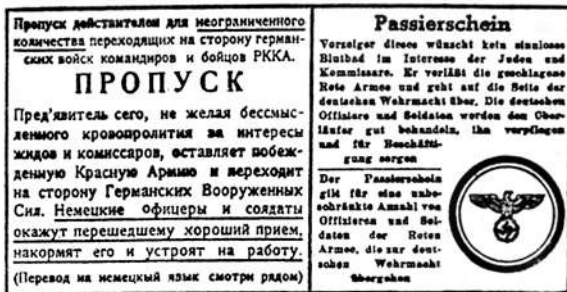 Пропуск действителен для неограниченного
количества переходящих на сторону герман-
ских войск командиров и бойцов РККА.
ПРОПУСК
Пред'явитель сего, не желая бессмыс-
ленного кровопролития за интересы
жидов и комиссаров, оставляет побеж-
денную Красную Армию и переходит
на сторону Германских Вооруженных
Сил. Немецкие офицеры и солдаты
окажут перешедшему хороший прием,
накормят его и устроят на работу.
(Перевод на немецкий язык смотри рядом)
Passierschein
Vorzeiger dieses wünscht kein sinnloses
Blutbad im Interesse der Juden und
Kommissare. Er verläßt die geschlagene
Rote Armee und geht auf die Seite der
deutschen Wehrmacht über. Die deutschen
Offiziere und Soldaten werden den Über-
läufer gut behandeln, ihn verpflegen
und für Beschäfti-
gung sorgen
Der Passierschein
gilt für eine unbe-
schränkte Anzahl von
Offizieren und Sol-
daten der Roten
Armee, die zur deut-
schen Wehrmacht
übergehen